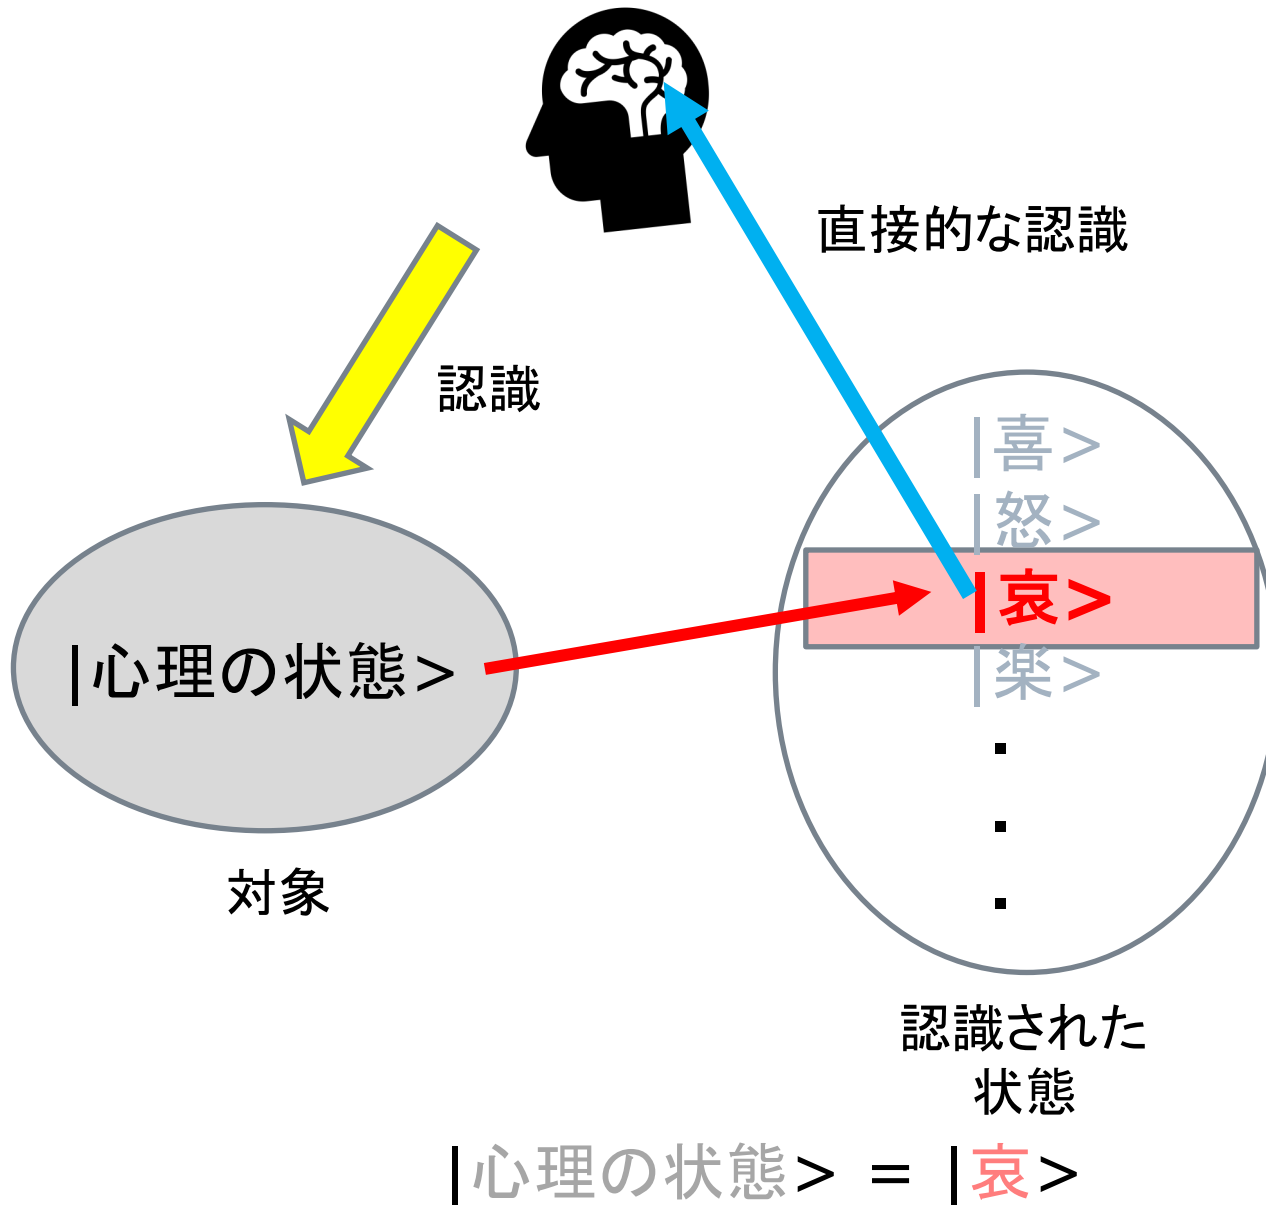 直接的な認識
認識
|喜>
|怒>
|哀>
|楽>
|心理の状態>
対象
・
・
・
認識された
状態
|心理の状態> = |哀>